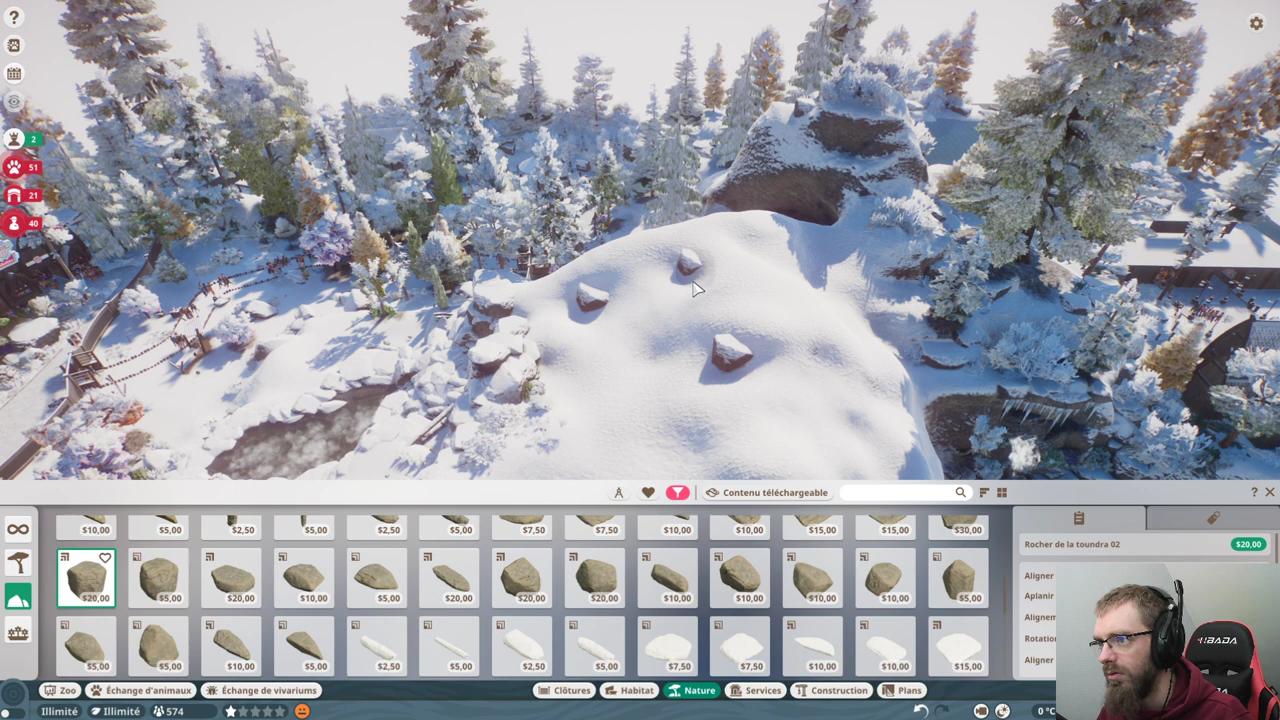 ?
2
51
21
40
Contenu téléchargeable
? ×
$10,00 $5,00 $2,50 $5,00 $2,50 $5,00 $7,50 $7,50 $10,00 $10,00 $15,00 $15,00 $30,00
$20,00 $5,00 $20,00 $10,00 $5,00 $20,00 $20,00 $20,00 $10,00 $10,00 $10,00 $10,00 $5,00
$5,00 $5,00 $10,00 $5,00 $2,50 $5,00 $2,50 $5,00 $7,50 $7,50 $10,00 $10,00 $15,00
Rocher de la toundra 02 $20,00
Aligner
Aplanir
Alignem
Rotatio
Aligner
HBADA
Zoo Échange d'animaux Échange de vivariums Clôtures Habitat Nature Services Construction Plans
Illimité Illimité 574 0 °C